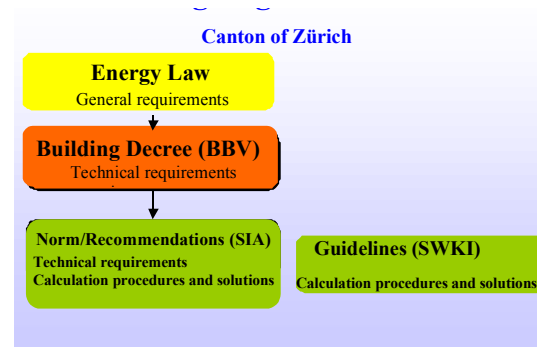 Canton of Zürich
Energy Law
General requirements
Building Decree (BBV)
Technical requirements
Norm/Recommendations (SIA)
Technical requirements
Calculation procedures and solutions
Guidelines (SWKI)
Calculation procedures and solutions